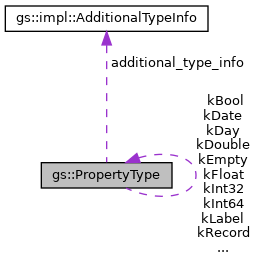 gs::impl::AdditionalTypeInfo
additional_type_info
kBool
kDate
kDay
kDouble
kEmpty
kFloat
kInt32
kInt64
kLabel
kRecord
...
gs::PropertyType